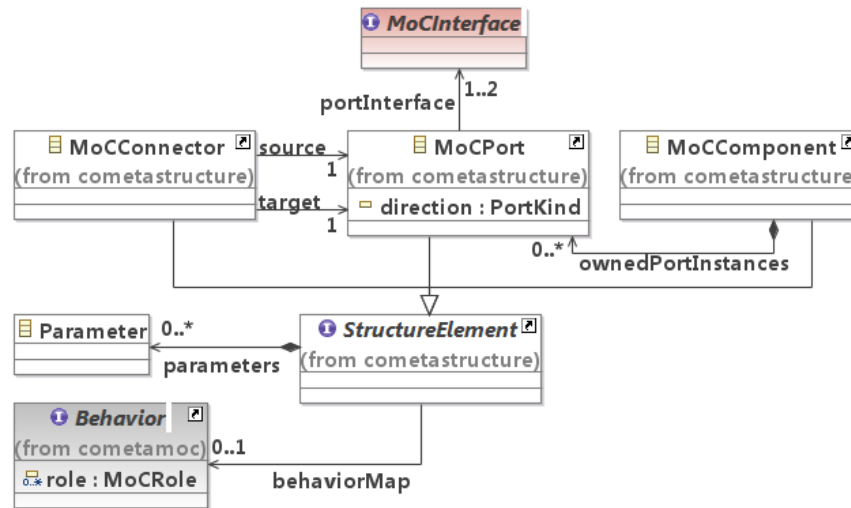 MoCInterface
1..2
portInterface
MoCConnector
(from cometastructure)
source
1
target
1
MoCPort
(from cometastructure)
direction : PortKind
MoCComponent
(from cometastructure)
0..*
ownedPortInstances
Parameter
0..*
parameters
StructureElement
(from cometastructure)
Behavior
(from cometamoc)
0..1
0..*
role : MoCRole
behaviorMap